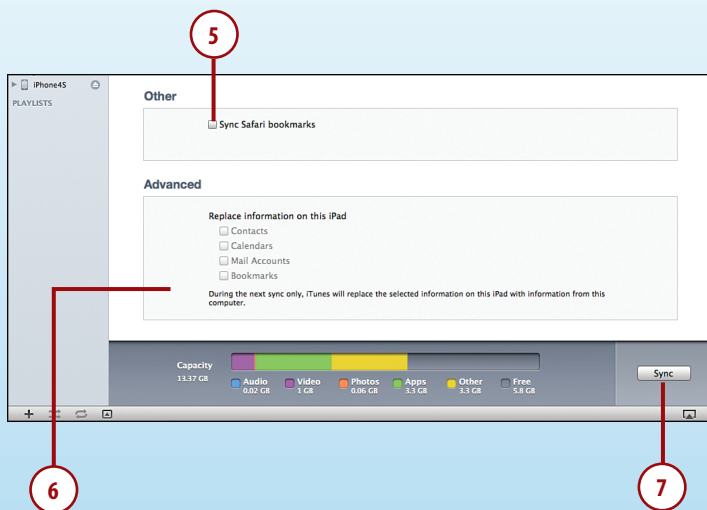 5
iPhone4S
PLAYLISTS
Other
Sync Safari bookmarks
Advanced
Replace information on this iPad
Contacts
Calendars
Mail Accounts
Bookmarks
During the next sync only, iTunes will replace the selected information on this iPad with information from this
computer.
Capacity
13.37 GB
Audio
0.02 GB
Video
1 GB
Photos
0.06 GB
Apps
3.3 GB
Other
3.3 GB
Free
5.8 GB
Sync
6
7